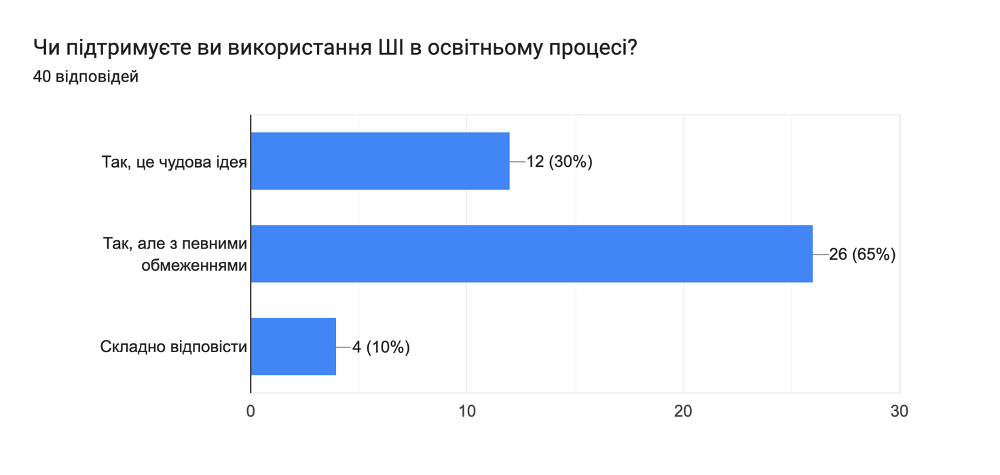 Чи підтримуєте ви використання ШІ в освітньому процесі?
40 відповідей
Так, це чудова ідея
12 (30%)
Так, але з певними
обмеженнями
26 (65%)
Складно відповісти
4 (10%)
0 10 20 30